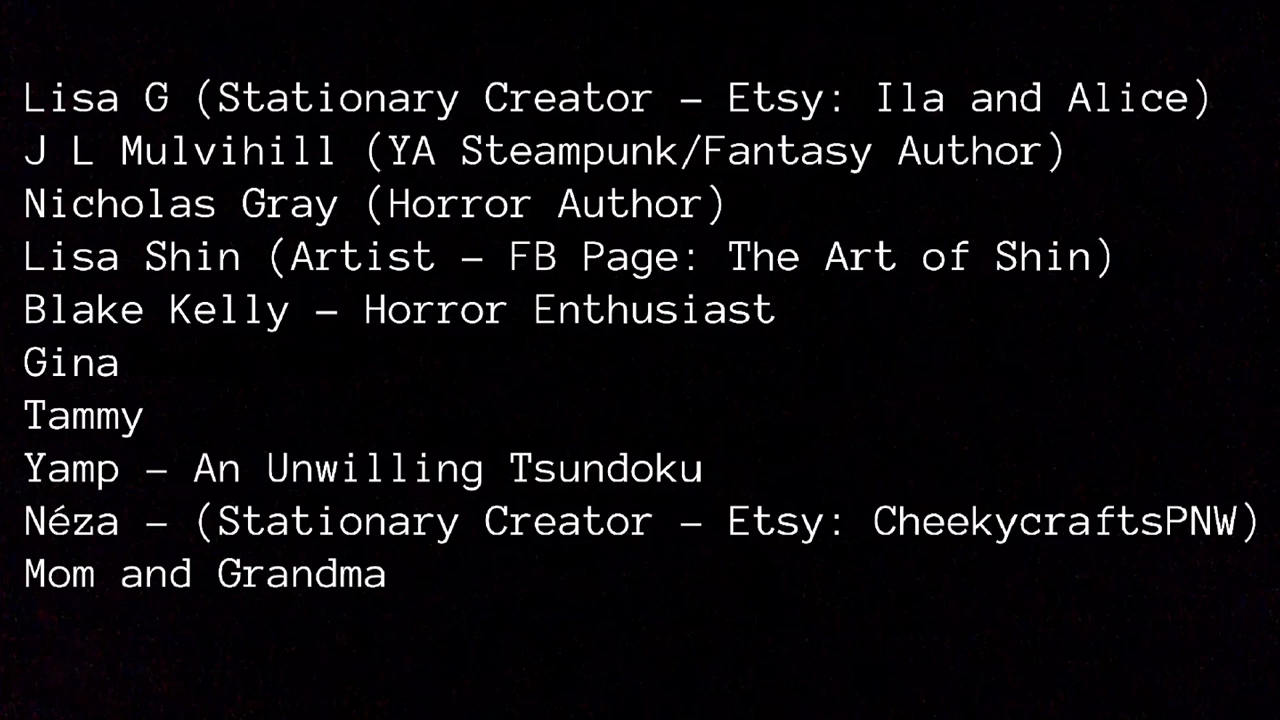 Lisa G (Stationary Creator – Etsy: Ila and Alice)
J L Mulvihill (YA Steampunk/Fantasy Author)
Nicholas Gray (Horror Author)
Lisa Shin (Artist – FB Page: The Art of Shin)
Blake Kelly – Horror Enthusiast
Gina
Tammy
Yamp – An Unwilling Tsundoku
Néza – (Stationary Creator – Etsy: CheekycraftsPNW)
Mom and Grandma